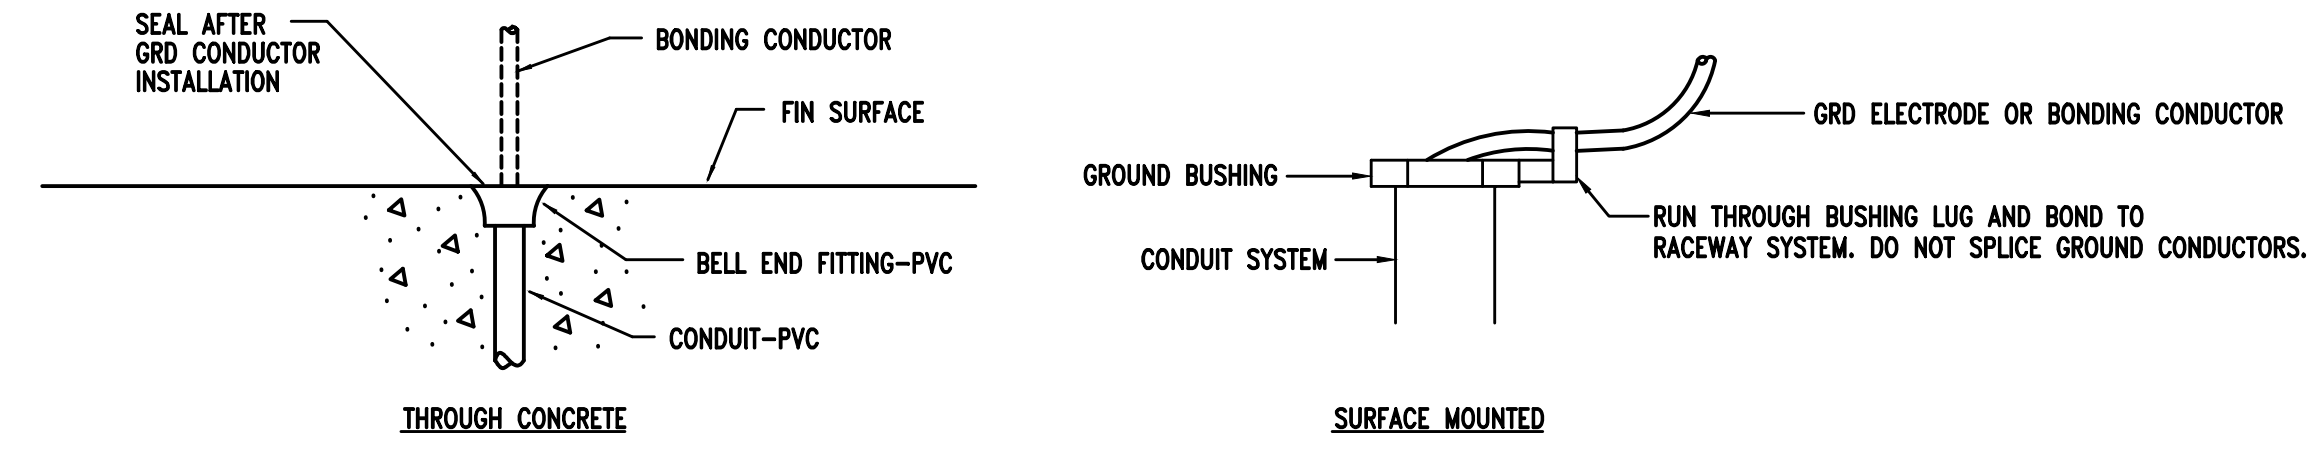 SEAL AFTER
GRD CONDUCTOR
INSTALLATION
BONDING CONDUCTOR
FIN SURFACE
BELL END FITTING-PVC
CONDUIT-PVC
THROUGH CONCRETE
GRD ELECTRODE OR BONDING CONDUCTOR
GROUND BUSHING
RUN THROUGH BUSHING LUG AND BOND TO
RACEWAY SYSTEM. DO NOT SPLICE GROUND CONDUCTORS.
CONDUIT SYSTEM
SURFACE MOUNTED